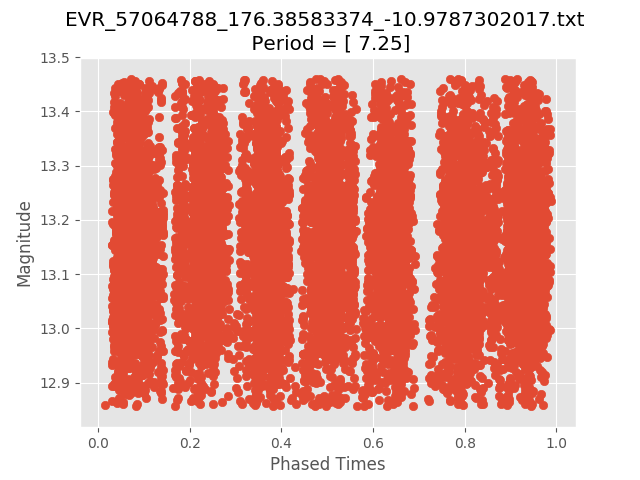 EVR_57064788_176.38583374_-10.9787302017.txt
Period = [ 7.25]
13.5
13.4
13.3
13.2
13.1
13.0
12.9
Magnitude
0.0 0.2 0.4 0.6 0.8 1.0
Phased Times